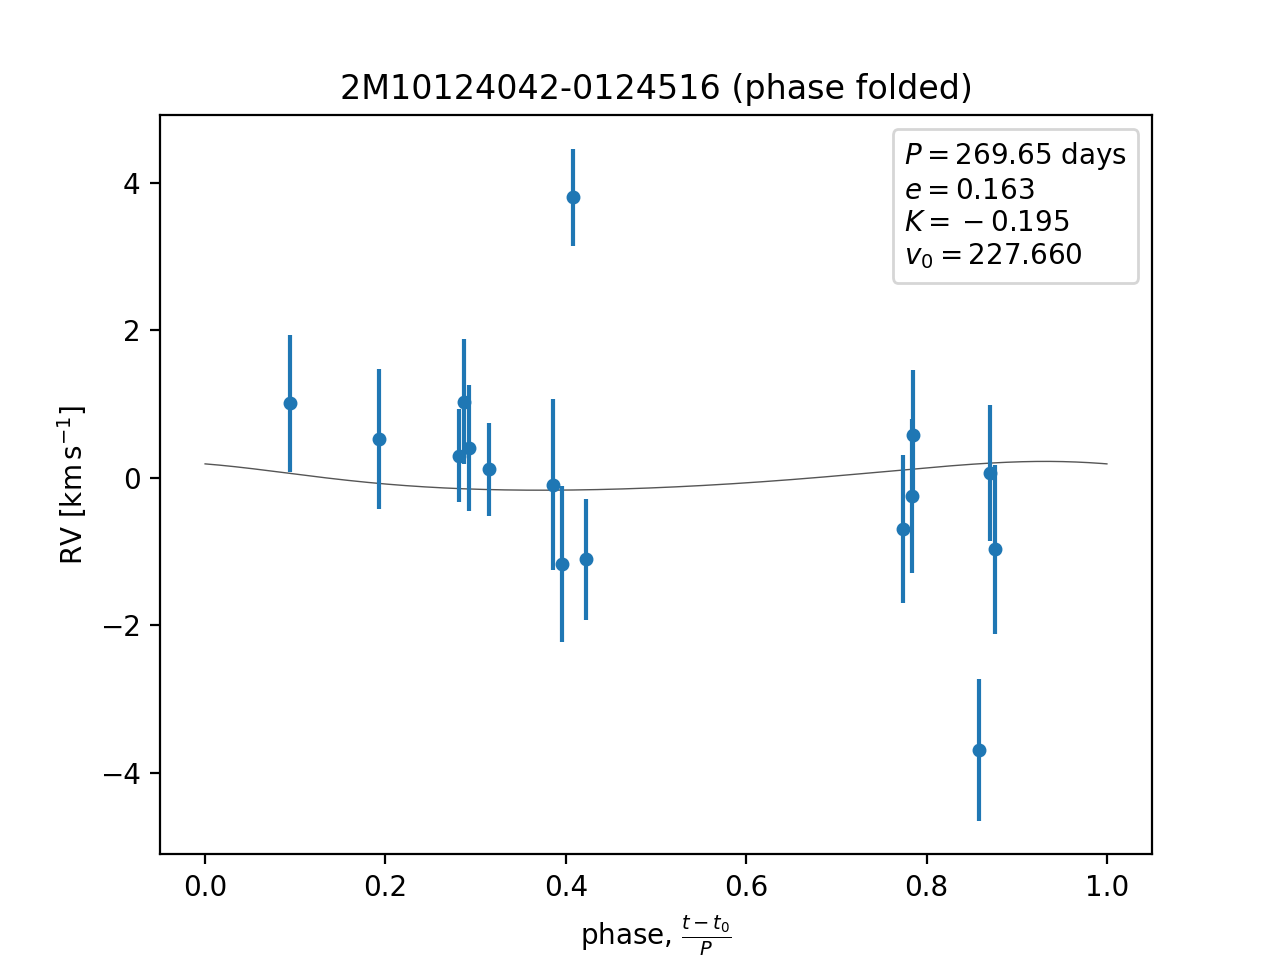 2M10124042-0124516 (phase folded)
P = 269.65 days
e = 0.163
K = −0.195
v₀ = 227.660
4
2
0
−2
−4
RV [km s⁻¹]
0.0 0.2 0.4 0.6 0.8 1.0
phase, (t − t₀)/P